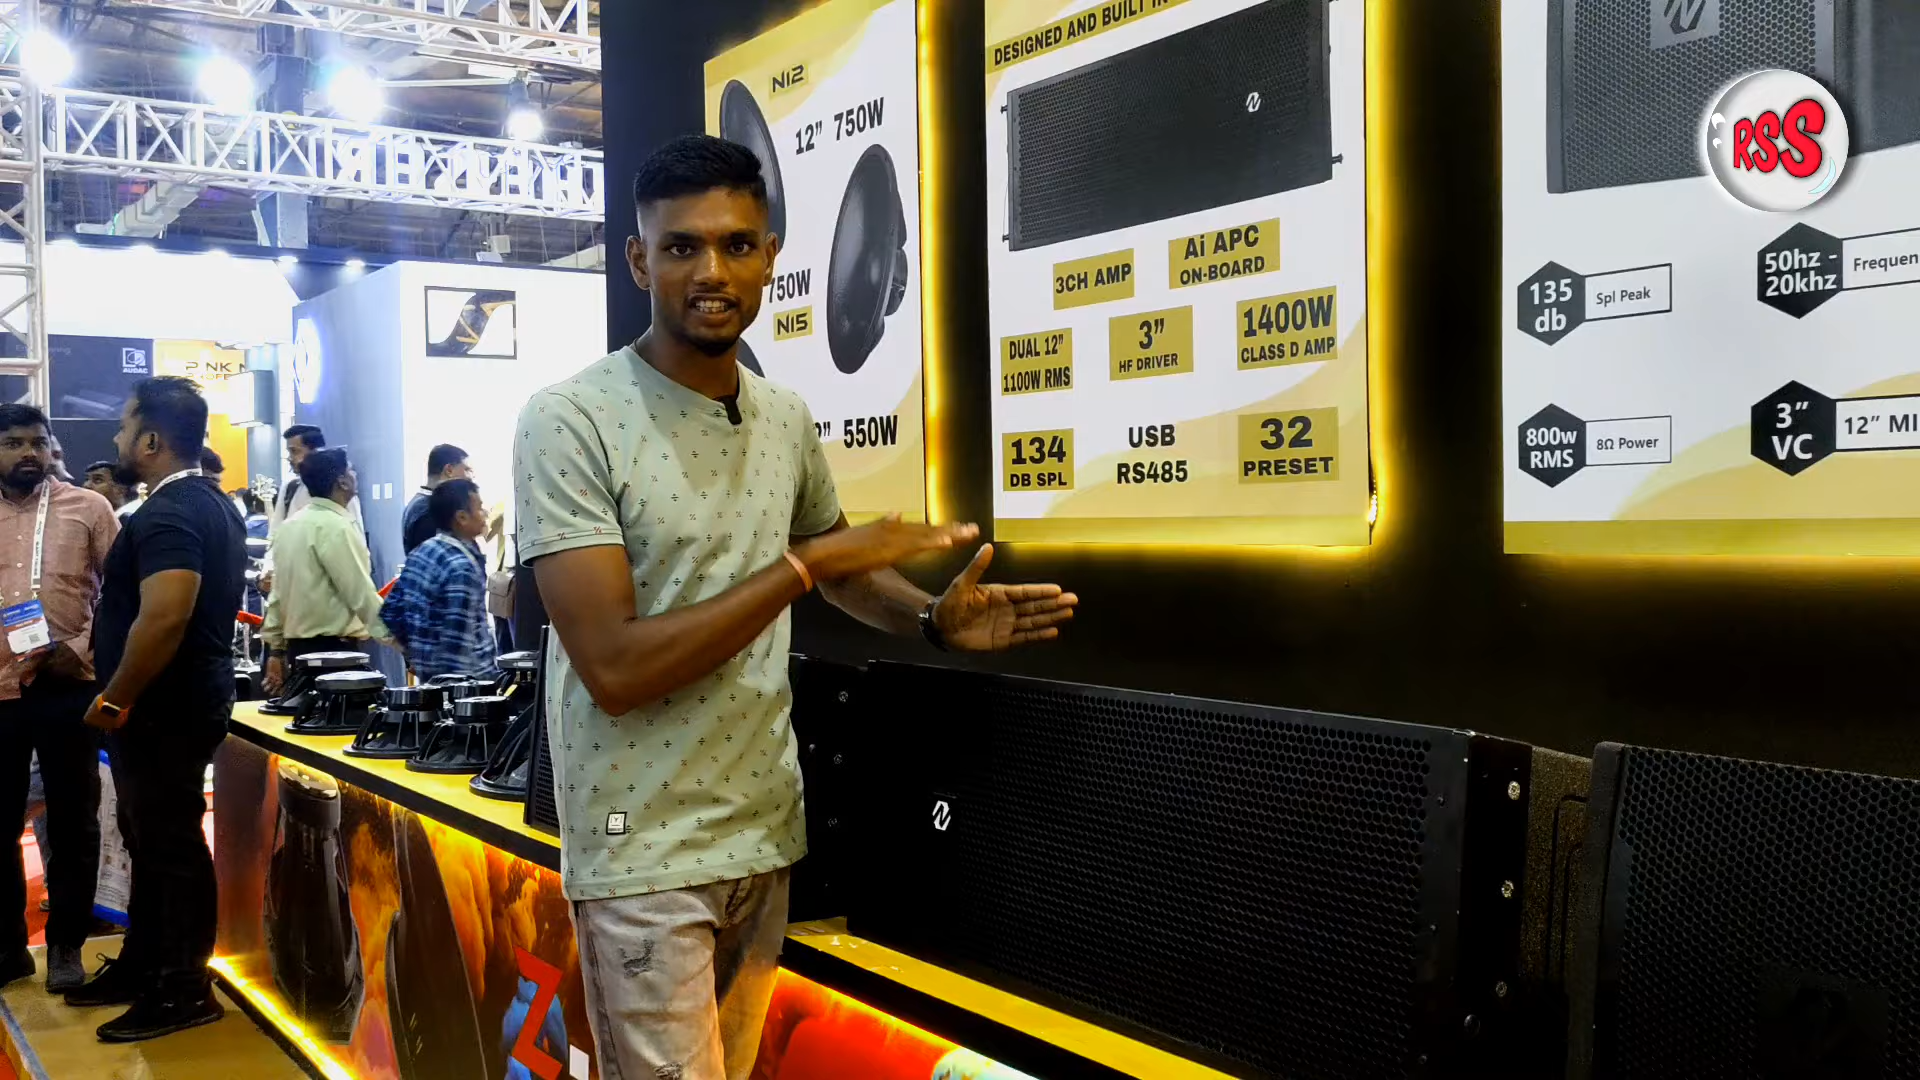 N12
12” 750W
750W
N15
550W
DESIGNED AND BUILT IN
N
Ai APC
ON-BOARD
3CH AMP
DUAL 12”
1100W RMS
3”
HF DRIVER
1400W
CLASS D AMP
134
DB SPL
USB
RS485
32
PRESET
RSS
135
db
Spl Peak
50hz -
20khz
800w
RMS
8Ω Power
3”
VC
12”
AUDAC
N